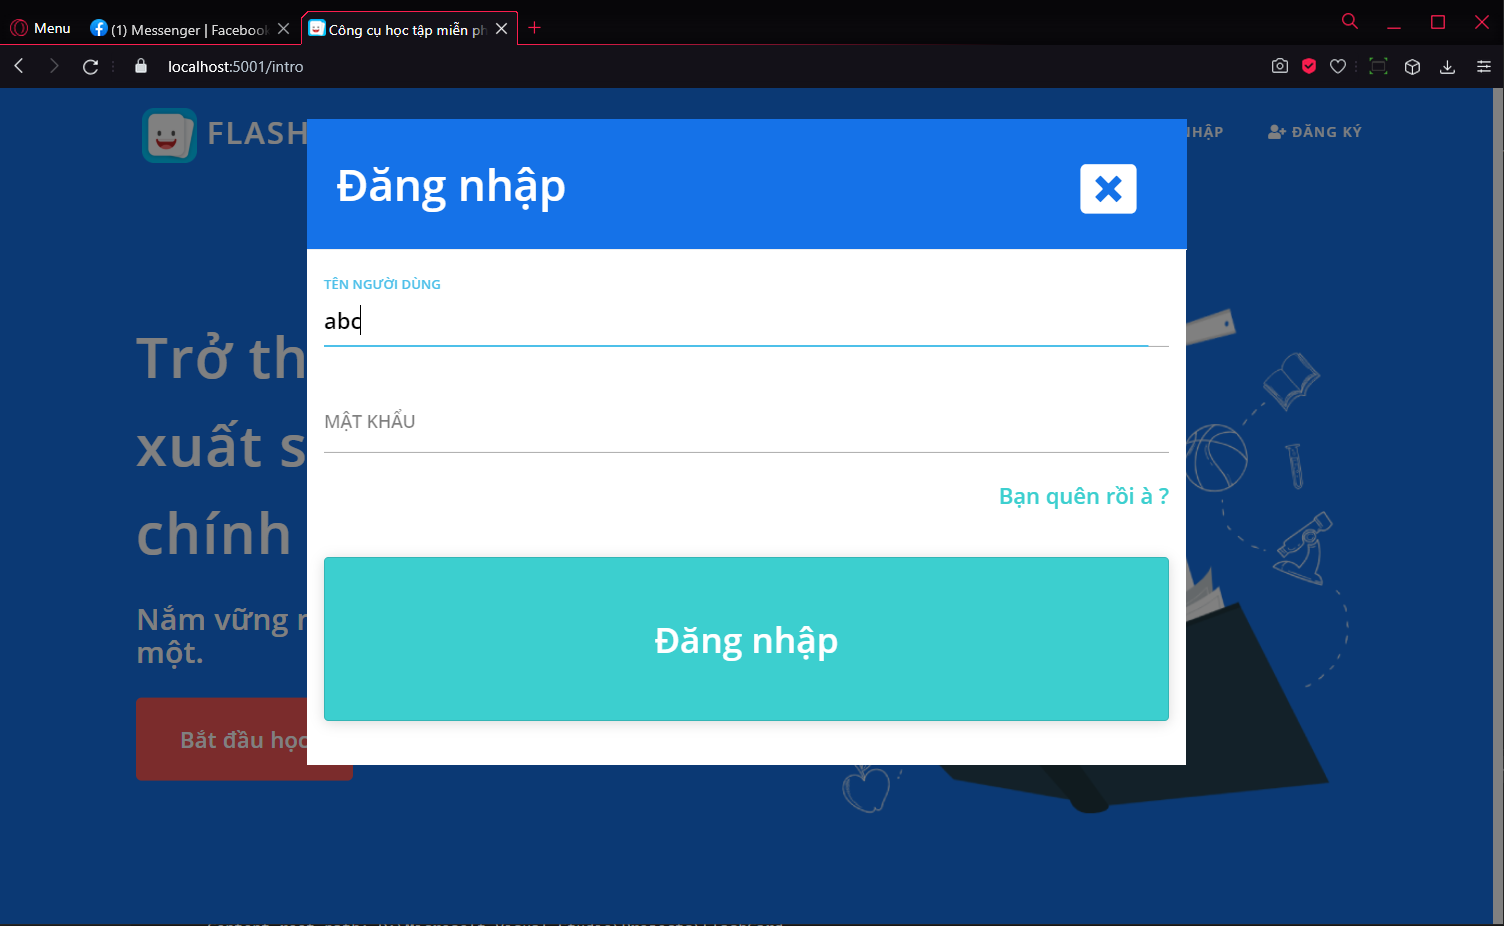 Menu
(1) Messenger | Facebook
Công cụ học tập miễn ph
localhost:5001/intro
FLASH
NHẬP
ĐĂNG KÝ
Đăng nhập
TÊN NGƯỜI DÙNG
abc
MẬT KHẨU
Bạn quên rồi à ?
Đăng nhập
Trở th
xuất s
chính
Nắm vững n
một.
Bắt đầu học